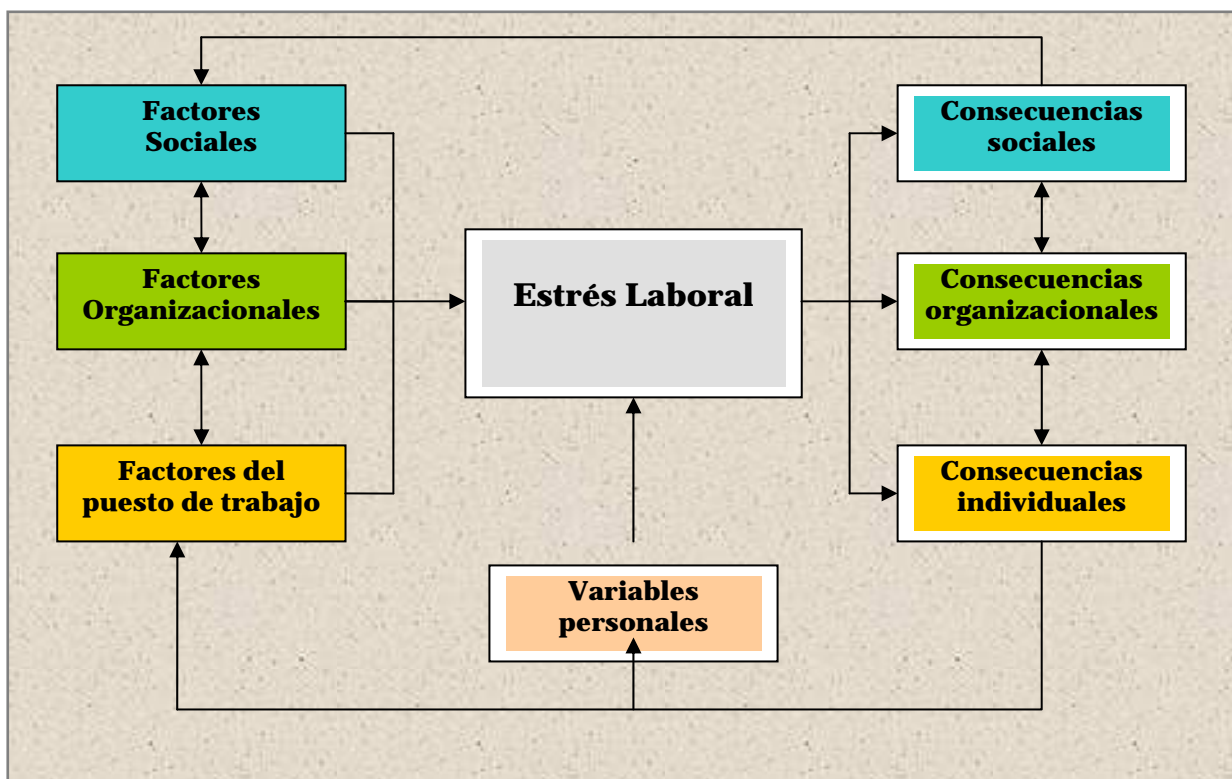 Factores
Sociales
Consecuencias
sociales
Factores
Organizacionales
Estrés Laboral
Consecuencias
organizacionales
Factores del
puesto de trabajo
Consecuencias
individuales
Variables
personales